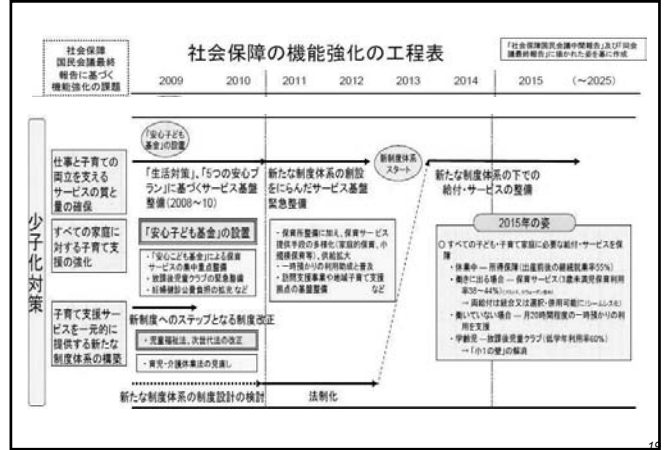 社会保障
国民会議最終
報告に基づく
機能強化の課題
社会保障の機能強化の工程表
「社会保障国民会議中間報告」及び「同会
議最終報告」に描かれた姿を基に作成
2009 2010 2011 2012 2013 2014 2015 (～2025)
少子化対策
仕事と子育ての
両立を支える
サービスの質と
量の確保
すべての家庭に
対する子育て支援
の強化
子育て支援サー
ビスを一元的に
提供する新たな
制度体系の構築
「安心子ども
基金」の設置
「生活対策」、「5つの安心プ
ラン」に基づくサービス基盤
整備(2008～10)
「安心子ども基金」の設置
・「安心こども基金」による保育
サービスの集中重点整備
・放課後児童クラブの緊急整備
・妊婦健診公費負担の拡充 など
新制度へのステップとなる制度改正
・児童福祉法、次世代法の改正
・育児・介護休業法の見直し
新たな制度体系の制度設計の検討
新たな制度体系の創設
をにらんだサービス基盤
緊急整備
・保育所整備に加え、保育サービス
提供手段の多様化(家庭的保育、小
規模保育等)、供給拡大
・一時預かりの利用助成と普及
・訪問支援事業や地域子育て支援
拠点の基盤整備 など
法制化
新制度体系
スタート
新たな制度体系の下での
給付・サービスの整備
2015年の姿
○ すべての子ども・子育て家庭に必要な給付・サービスを保
障
・休業中 ― 所得保障(出産前後の継続就業率55%)
・働きに出る場合 ― 保育サービス(3歳未満児保育利用
率38～44%)
→ 両給付は統合又は選択・併用可能に(シームレス化)
・働いていない場合 ― 月20時間程度の一時預かりの利
用を支援
・学齢児 ― 放課後児童クラブ(低学年利用率60%)
→「小1の壁」の解消
19